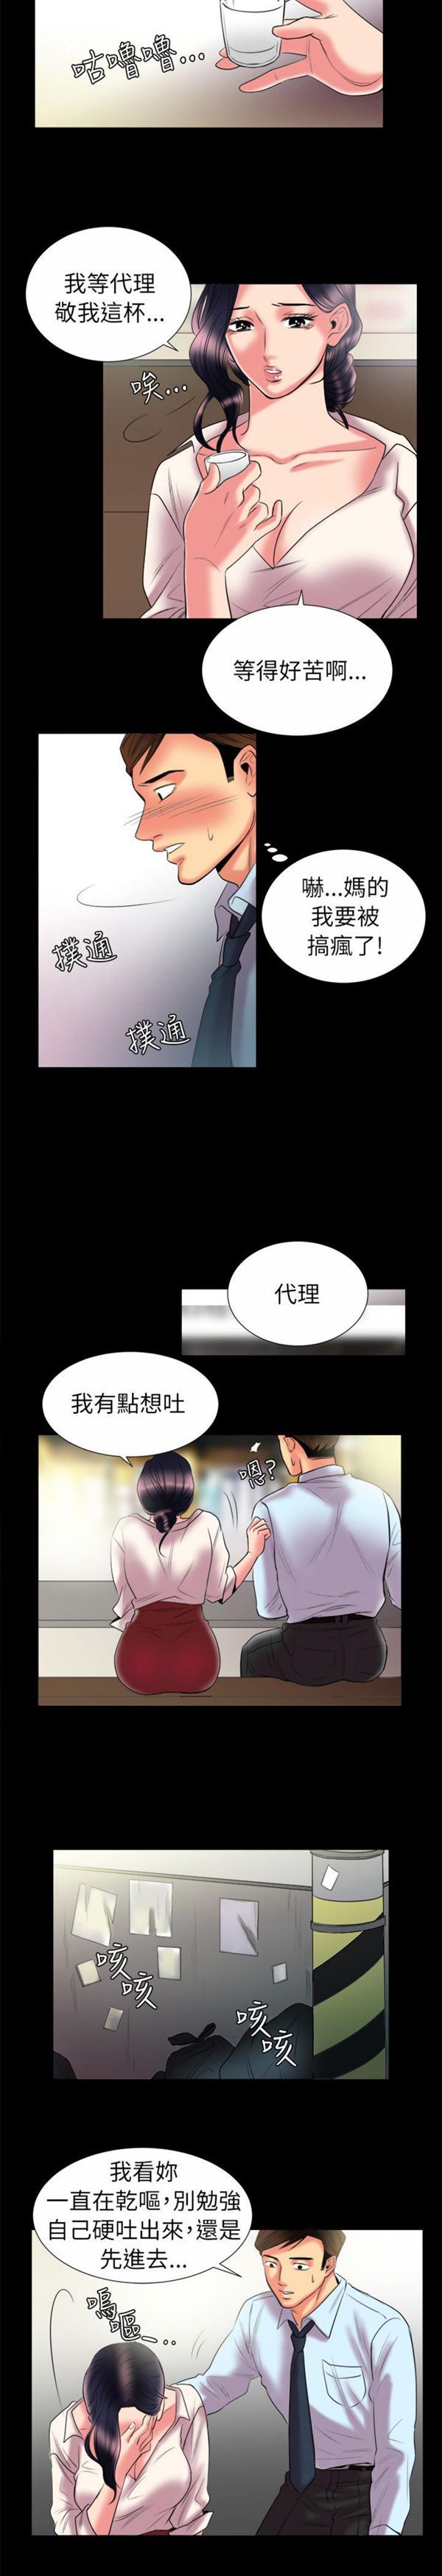 咕嚕嚕...
我等代理
敬我這杯...
唉...
等得好苦啊...
嚇...媽的
我要被
搞瘋了!
撲通
撲通
代理
我有點想吐
嗯?
咳
咳
咳
咳
我看妳
一直在乾嘔,別勉強
自己硬吐出來,還是
先進去...
嗚
嘔...